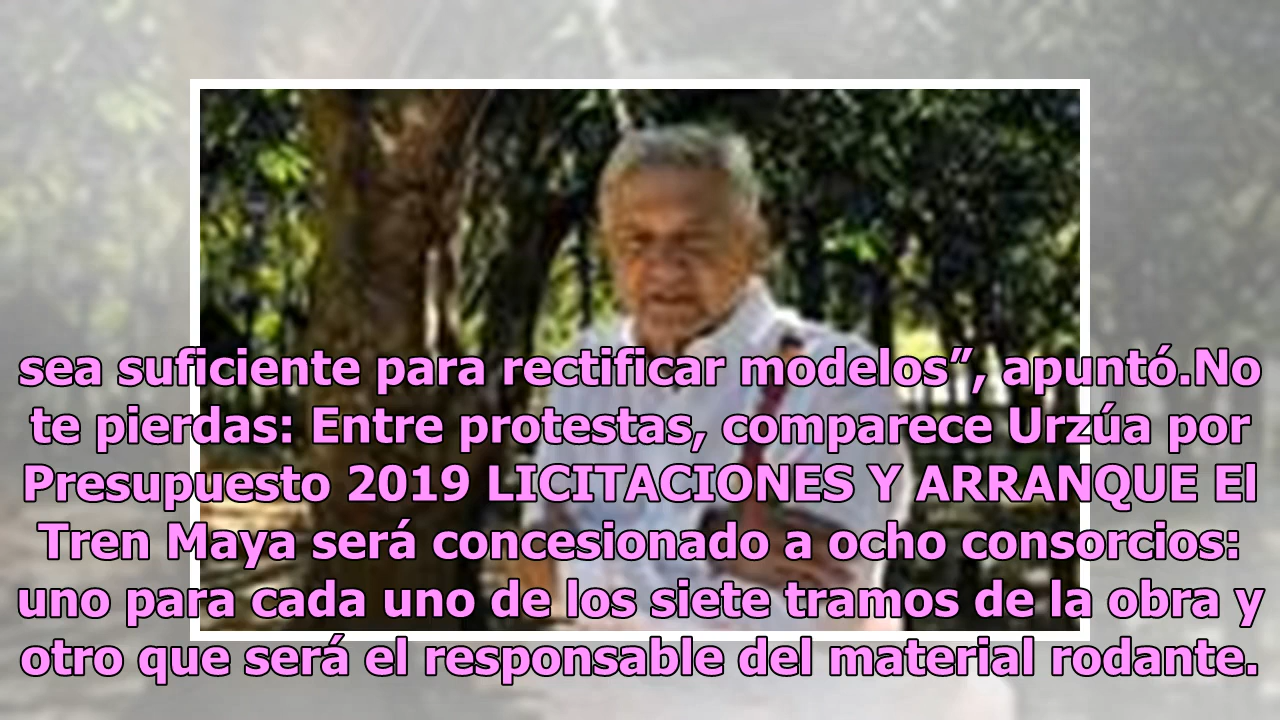 sea suficiente para rectificar modelos”, apuntó.No
te pierdas: Entre protestas, comparece Urzúa por
Presupuesto 2019 LICITACIONES Y ARRANQUE El
Tren Maya será concesionado a ocho consorcios:
uno para cada uno de los siete tramos de la obra y
otro que será el responsable del material rodante.